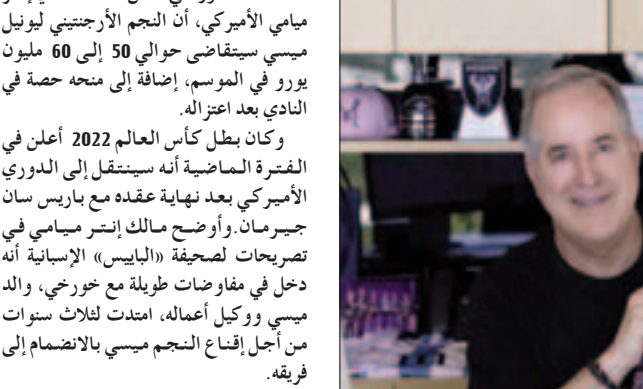 ميامي الأميركي، أن النجم الأرجنتيني ليونيل
ميسي سيتقاضى حوالي 50 إلى 60 مليون
يورو في الموسم، إضافة إلى منحه حصة في
النادي بعد اعتزاله.
وكان بطل كأس العالم 2022 أعلن في
الفترة الماضية أنه سينتقل إلى الدوري
الأميركي بعد نهاية عقده مع باريس سان
جيرمان.وأوضح مالك إنتر ميامي في
تصريحات لصحيفة «الباييس» الإسبانية أنه
دخل في مفاوضات طويلة مع خورخي، والد
ميسي ووكيل أعماله، امتدت لثلاث سنوات
من أجل إقناع النجم ميسي بالانضمام إلى
فريقه.